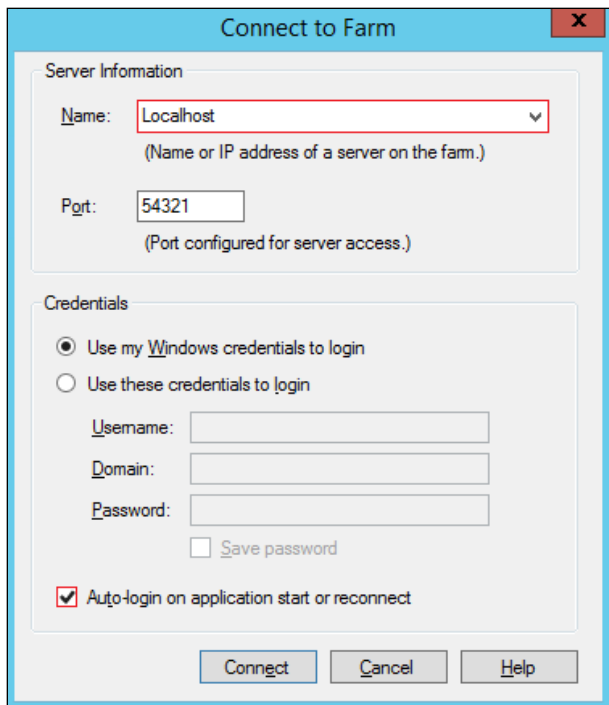 Connect to Farm
x
Server Information
Name: Localhost
(Name or IP address of a server on the farm.)
Port: 54321
(Port configured for server access.)
Credentials
Use my Windows credentials to login
Use these credentials to login
Username:
Domain:
Password:
Save password
Auto-login on application start or reconnect
Connect Cancel Help